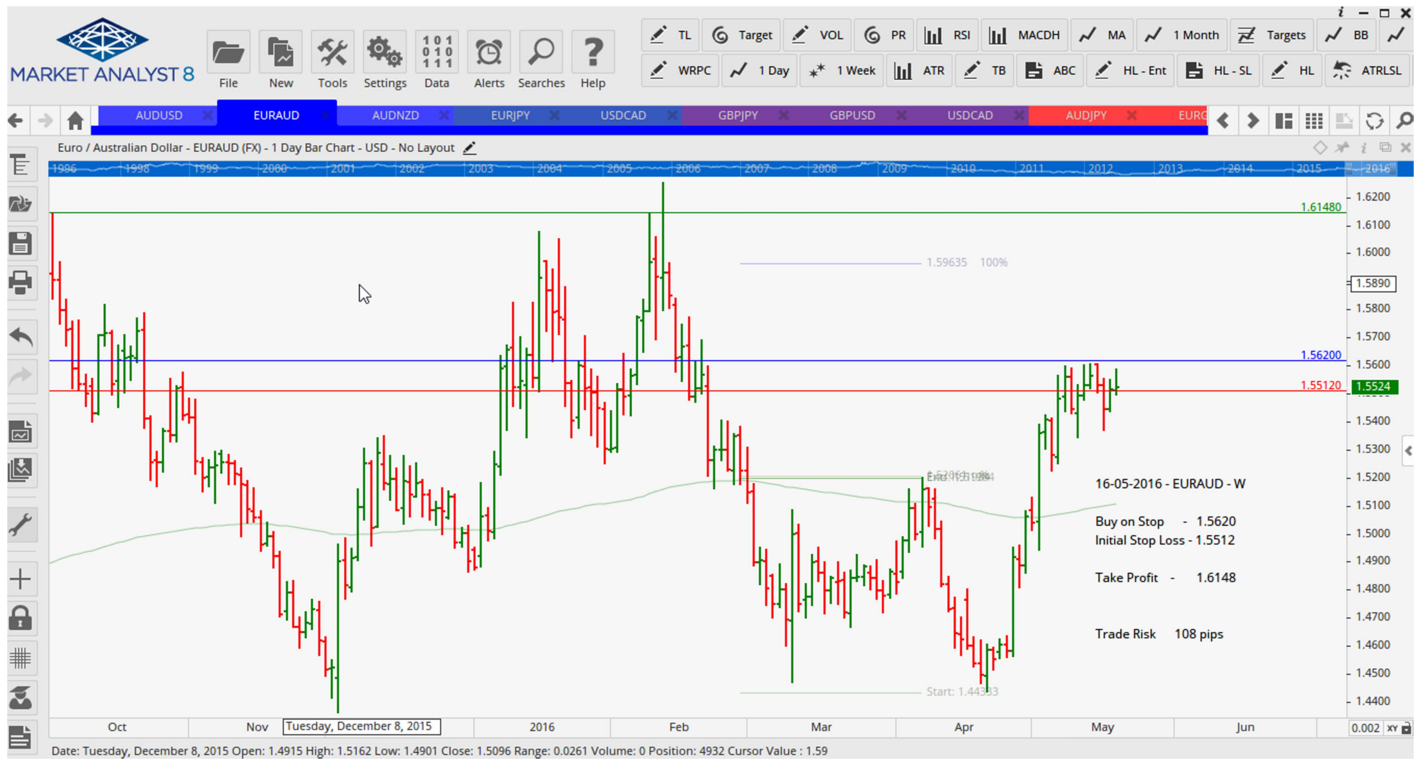 MARKET ANALYST 8
File New Tools Settings Data Alerts Searches Help
101
010
111
?
TL Target VOL PR RSI MACDH MA 1 Month Targets BB
WRPC 1 Day 1 Week ATR TB ABC HL - Ent HL - SL HL ATRLSL
AUDUSD EURAUD AUDNZD EURJPY USDCAD GBPJPY GBPUSD USDCAD AUDJPY
Euro / Australian Dollar - EURAUD (FX) - 1 Day Bar Chart - USD - No Layout
1986 1998 1999 2000 2001 2002 2003 2004 2005 2006 2007 2008 2009 2010 2011 2012 2013 2014 2015 2016
1.6200
1.61480
1.6100
1.6000
1.59635 100%
1.5890
1.5800
1.5700
1.5600
1.56200
1.55120
1.5524
1.5400
1.5300
1.5200
16-05-2016 - EURAUD - W
1.5100
Buy on Stop - 1.5620
1.5000
Initial Stop Loss - 1.5512
1.4900
Take Profit - 1.6148
1.4800
1.4700
Trade Risk 108 pips
1.4600
1.4500
Start: 1.44333
1.4400
Oct Nov Tuesday, December 8, 2015 2016 Feb Mar Apr May Jun 0.002 XY
Date: Tuesday, December 8, 2015 Open: 1.4915 High: 1.5162 Low: 1.4901 Close: 1.5096 Range: 0.0261 Volume: 0 Position: 4932 Cursor Value : 1.59